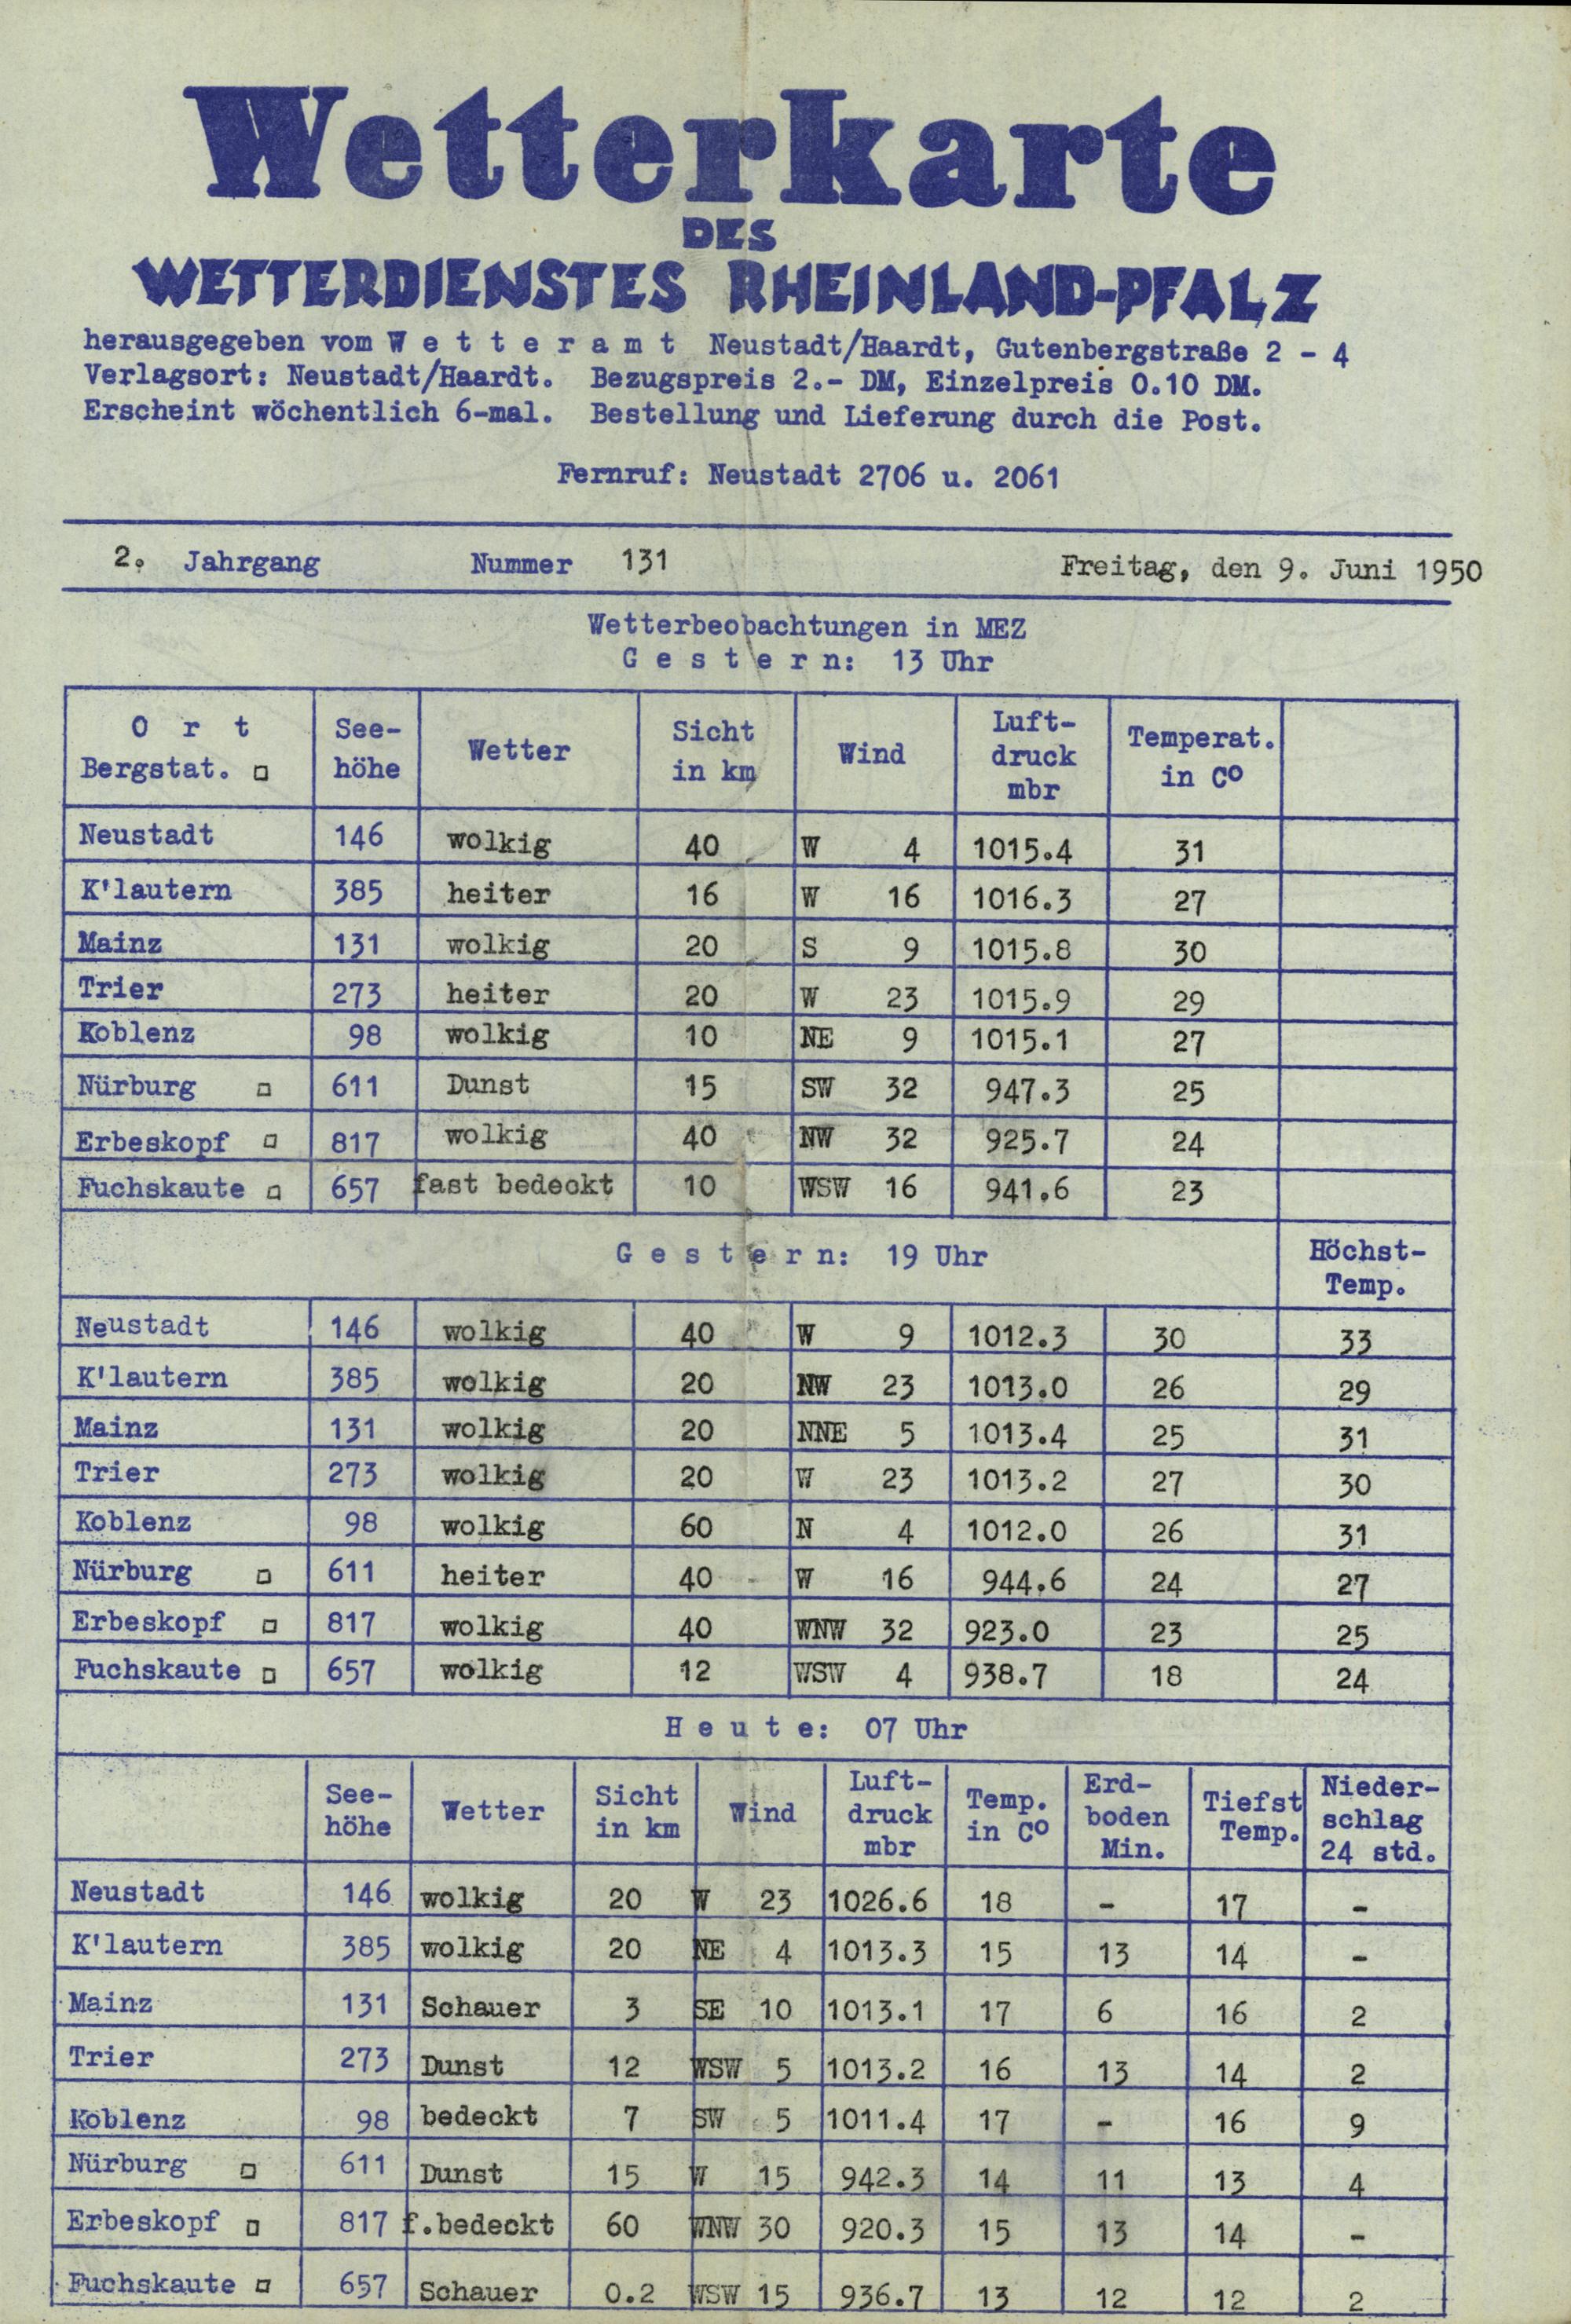 Wetterkarte
DES
WETTERDIENSTES RHEINLAND-PFALZ
herausgegeben vom W e t t e r a m t Neustadt/Haardt, Gutenbergstraße 2 - 4
Verlagsort: Neustadt/Haardt. Bezugspreis 2.- DM, Einzelpreis 0.10 DM.
Erscheint wöchentlich 6-mal. Bestellung und Lieferung durch die Post.
Fernruf: Neustadt 2706 u. 2061
2. Jahrgang Nummer 131 Freitag, den 9. Juni 1950
Wetterbeobachtungen in MEZ
G e s t e r n: 13 Uhr
O r t See- Wetter Sicht Wind Luft- Temperat.
Bergstat. □ höhe in km druck in C°
mbr
Neustadt 146 wolkig 40 W 4 1015.4 31
K'lautern 385 heiter 16 W 16 1016.3 27
Mainz 131 wolkig 20 S 9 1015.8 30
Trier 273 heiter 20 W 23 1015.9 29
Koblenz 98 wolkig 10 NE 9 1015.1 27
Nürburg □ 611 Dunst 15 SW 32 947.3 25
Erbeskopf □ 817 wolkig 40 NW 32 925.7 24
Fuchskaute □ 657 fast bedeckt 10 WSW 16 941.6 23
G e s t e r n: 19 Uhr Höchst-
Temp.
Neustadt 146 wolkig 40 W 9 1012.3 30 33
K'lautern 385 wolkig 20 NW 23 1013.0 26 29
Mainz 131 wolkig 20 NNE 5 1013.4 25 31
Trier 273 wolkig 20 W 23 1013.2 27 30
Koblenz 98 wolkig 60 N 4 1012.0 26 31
Nürburg □ 611 heiter 40 W 16 944.6 24 27
Erbeskopf □ 817 wolkig 40 WNW 32 923.0 23 25
Fuchskaute □ 657 wolkig 12 WSW 4 938.7 18 24
H e u t e: 07 Uhr
See- Wetter Sicht Wind Luft- Temp. Erd- Tiefst Nieder-
höhe in km druck in C° boden Temp. schlag
mbr Min. 24 std.
Neustadt 146 wolkig 20 W 23 1026.6 18 - 17 -
K'lautern 385 wolkig 20 NE 4 1013.3 15 13 14 -
Mainz 131 Schauer 3 SE 10 1013.1 17 6 16 2
Trier 273 Dunst 12 WSW 5 1013.2 16 13 14 2
Koblenz 98 bedeckt 7 SW 5 1011.4 17 - 16 9
Nürburg □ 611 Dunst 15 W 15 942.3 14 11 13 4
Erbeskopf □ 817 f.bedeckt 60 WNW 30 920.3 15 13 14 -
Fuchskaute □ 657 Schauer 0.2 WSW 15 936.7 13 12 12 2